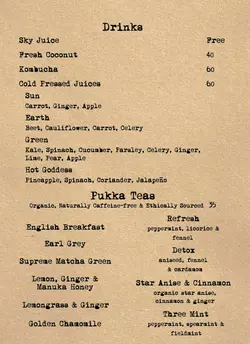 Drinks
Sky Juice Free
Fresh Coconut 40
Kombucha 60
Cold Pressed Juices 60
Sun
Carrot, Ginger, Apple
Earth
Beet, Cauliflower, Carrot, Celery
Green
Kale, Spinach, Cucumber, Parsley, Celery, Ginger,
Lime, Fear, Apple
Hot Goddess
Pineapple, Spinach, Coriander, Jalapeño
Pukka Teas
Organic, Naturally Caffeine-free & Ethically Sourced 35
English Breakfast
Earl Grey
Supreme Matcha Green
Lemon, Ginger &
Manuka Honey
Lemongrass & Ginger
Golden Chamomile
Refresh
peppermint, licorice &
fennel
Detox
aniseed, fennel
& cardamom
Star Anise & Cinnamon
organic star anise,
cinnamon & ginger
Three Mint
peppermint, spearmint &
fieldmint